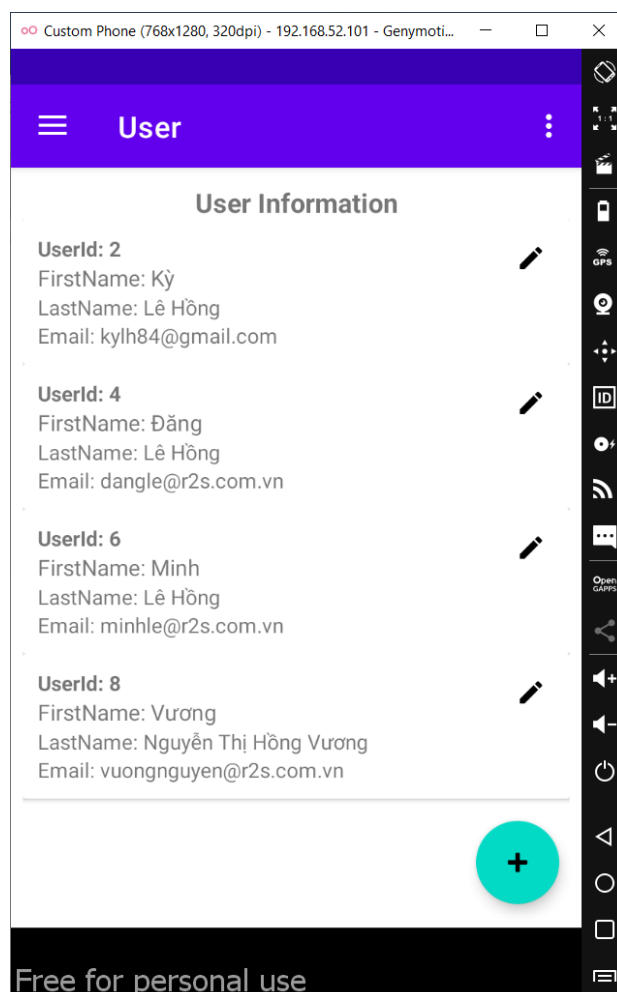 Custom Phone (768x1280, 320dpi) - 192.168.52.101 - Genymoti...
User
User Information
UserId: 2
FirstName: Kỳ
LastName: Lê Hồng
Email: kylh84@gmail.com
UserId: 4
FirstName: Đăng
LastName: Lê Hồng
Email: dangle@r2s.com.vn
UserId: 6
FirstName: Minh
LastName: Lê Hồng
Email: minhle@r2s.com.vn
UserId: 8
FirstName: Vương
LastName: Nguyễn Thị Hồng Vương
Email: vuongnguyen@r2s.com.vn
+
Free for personal use
1:1
GPS
ID
Open
GAPPS